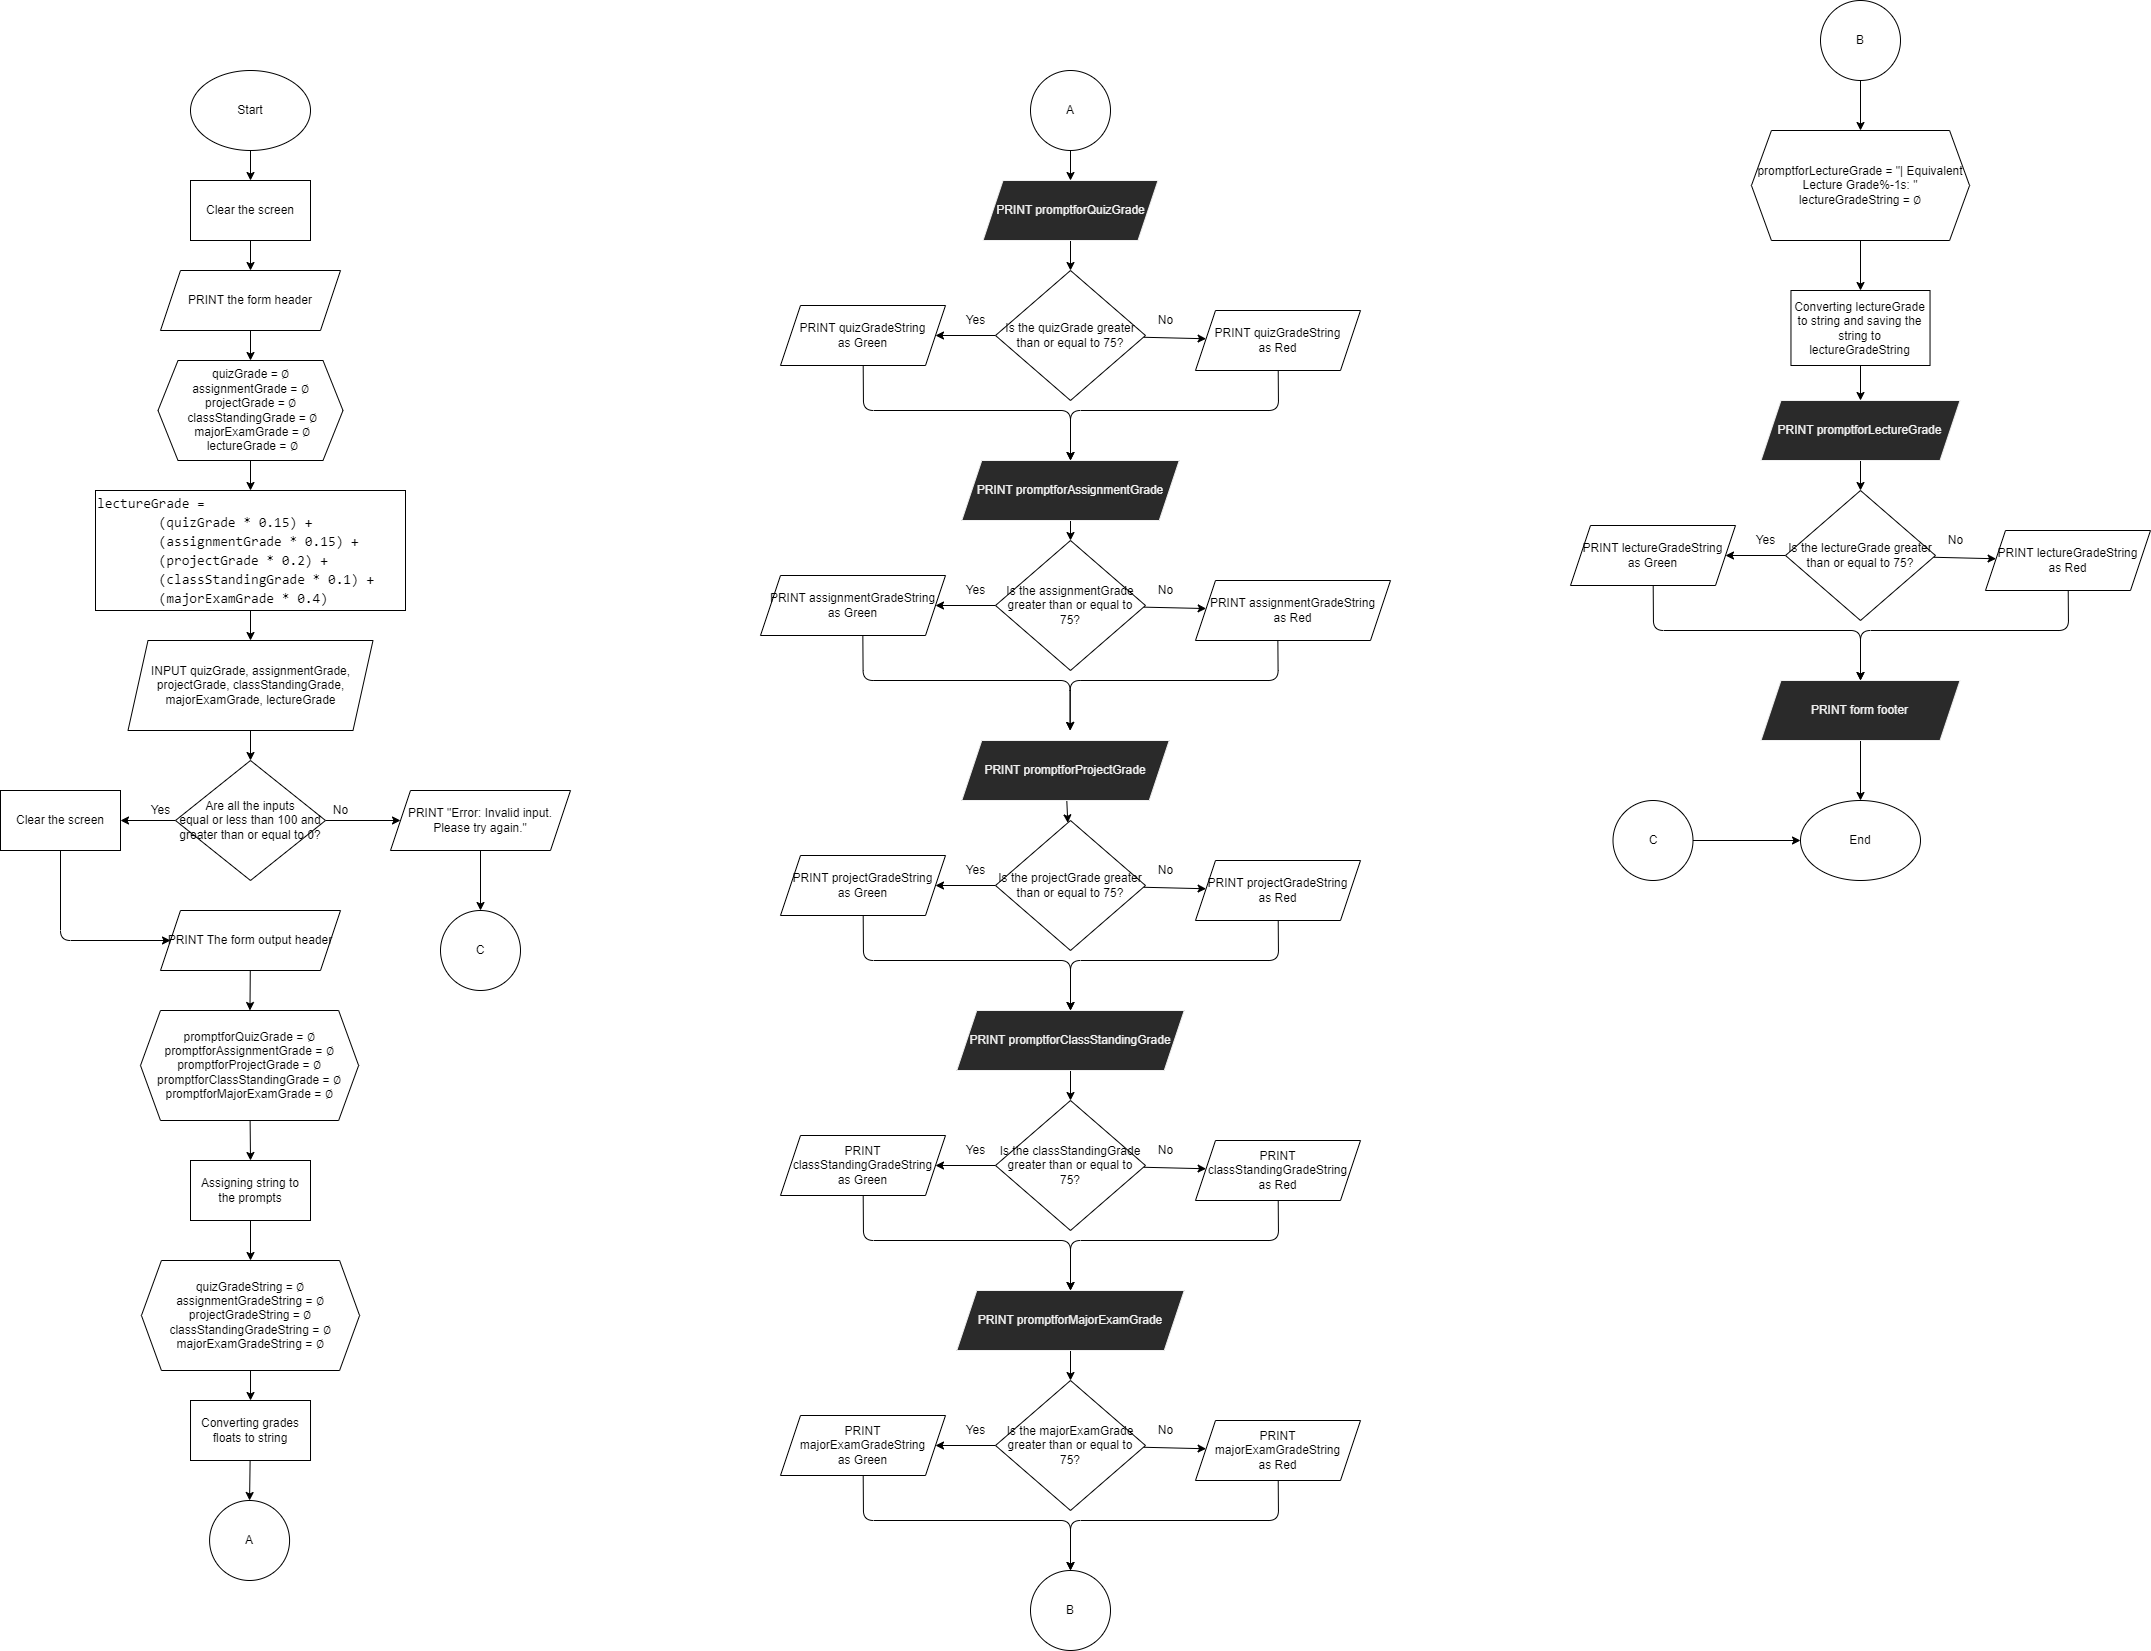 Start
Clear the screen
PRINT the form header
quizGrade = ∅
assignmentGrade = ∅
projectGrade = ∅
classStandingGrade = ∅
majorExamGrade = ∅
lectureGrade = ∅
lectureGrade =
(quizGrade * 0.15) +
(assignmentGrade * 0.15) +
(projectGrade * 0.2) +
(classStandingGrade * 0.1) +
(majorExamGrade * 0.4)
INPUT quizGrade, assignmentGrade,
projectGrade, classStandingGrade,
majorExamGrade, lectureGrade
Are all the inputs
equal or less than 100 and
greater than or equal to 0?
Yes
No
Clear the screen
PRINT "Error: Invalid input.
Please try again."
C
PRINT The form output header
promptforQuizGrade = ∅
promptforAssignmentGrade = ∅
promptforProjectGrade = ∅
promptforClassStandingGrade = ∅
promptforMajorExamGrade = ∅
Assigning string to
the prompts
quizGradeString = ∅
assignmentGradeString = ∅
projectGradeString = ∅
classStandingGradeString = ∅
majorExamGradeString = ∅
Converting grades
floats to string
A
A
PRINT promptforQuizGrade
Is the quizGrade greater
than or equal to 75?
Yes
No
PRINT quizGradeString
as Green
PRINT quizGradeString
as Red
PRINT promptforAssignmentGrade
Is the assignmentGrade
greater than or equal to
75?
Yes
No
PRINT assignmentGradeString
as Green
PRINT assignmentGradeString
as Red
PRINT promptforProjectGrade
Is the projectGrade greater
than or equal to 75?
Yes
No
PRINT projectGradeString
as Green
PRINT projectGradeString
as Red
PRINT promptforClassStandingGrade
Is the classStandingGrade
greater than or equal to
75?
Yes
No
PRINT
classStandingGradeString
as Green
PRINT
classStandingGradeString
as Red
PRINT promptforMajorExamGrade
Is the majorExamGrade
greater than or equal to
75?
Yes
No
PRINT
majorExamGradeString
as Green
PRINT
majorExamGradeString
as Red
B
B
promptforLectureGrade = "| Equivalent
Lecture Grade%-1s: "
lectureGradeString = ∅
Converting lectureGrade
to string and saving the
string to
lectureGradeString
PRINT promptforLectureGrade
Is the lectureGrade greater
than or equal to 75?
Yes
No
PRINT lectureGradeString
as Green
PRINT lectureGradeString
as Red
PRINT form footer
C
End